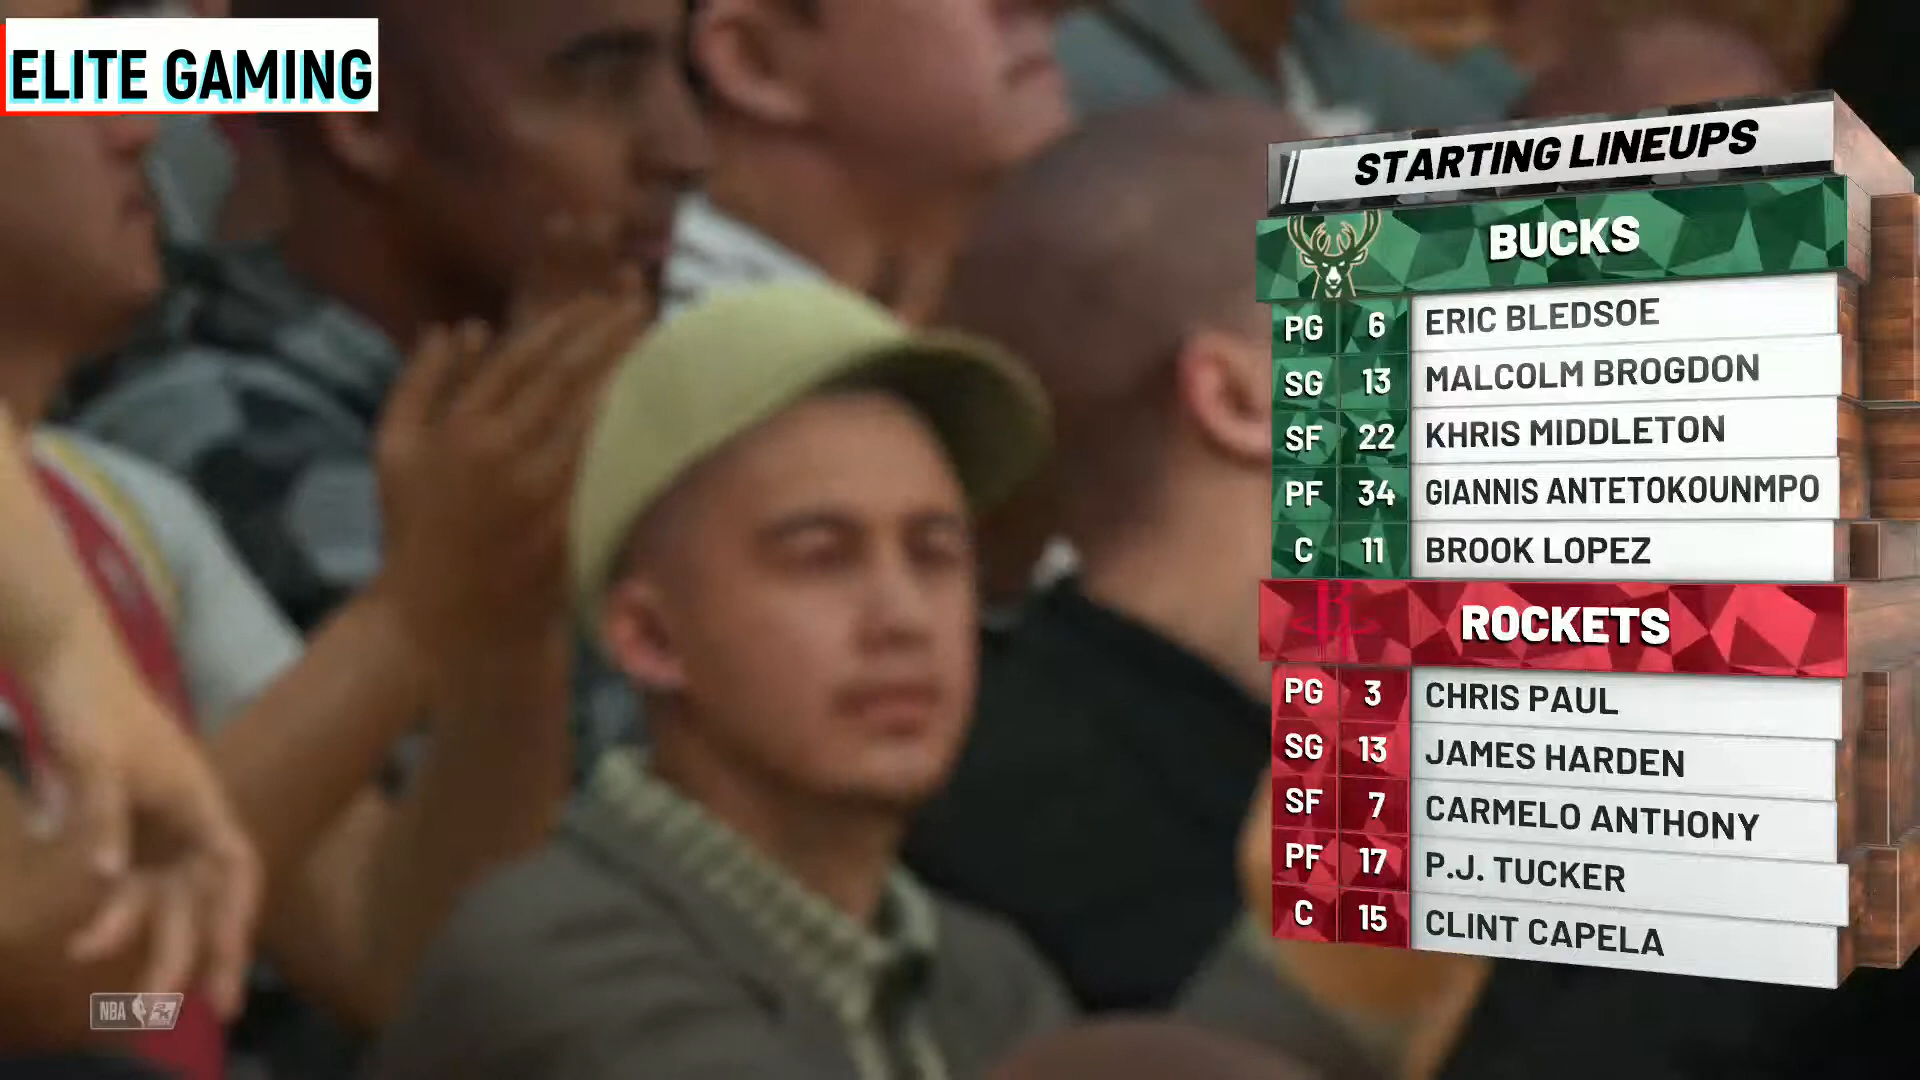 ELITE GAMING
STARTING LINEUPS
BUCKS
PG 6 ERIC BLEDSOE
SG 13 MALCOLM BROGDON
SF 22 KHRIS MIDDLETON
PF 34 GIANNIS ANTETOKOUNMPO
C 11 BROOK LOPEZ
ROCKETS
PG 3 CHRIS PAUL
SG 13 JAMES HARDEN
SF 7 CARMELO ANTHONY
PF 17 P.J. TUCKER
C 15 CLINT CAPELA
NBA 2K